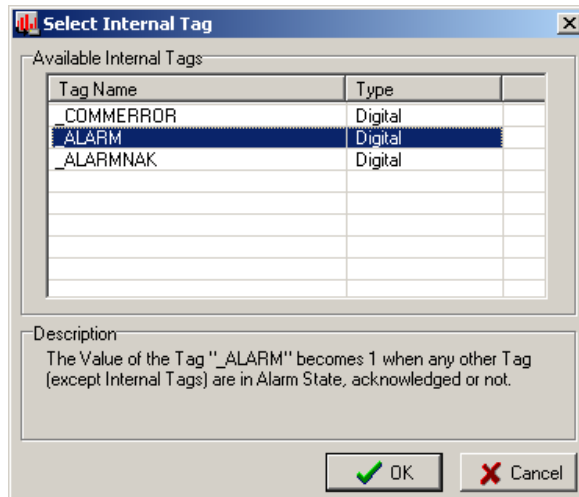 Select Internal Tag
Available Internal Tags
Tag Name Type
_COMMERROR Digital
_ALARM Digital
_ALARMNAK Digital
Description
The Value of the Tag "_ALARM" becomes 1 when any other Tag
(except Internal Tags) are in Alarm State, acknowledged or not.
OK Cancel